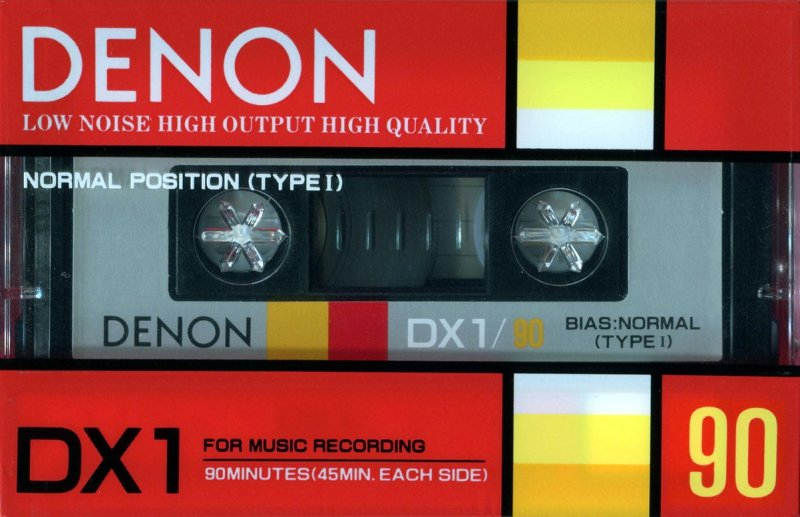 DENON
LOW NOISE HIGH OUTPUT HIGH QUALITY
NORMAL POSITION (TYPE I)
DENON
DX1/90
BIAS:NORMAL
(TYPE I)
DX1
FOR MUSIC RECORDING
90MINUTES(45MIN. EACH SIDE)
90